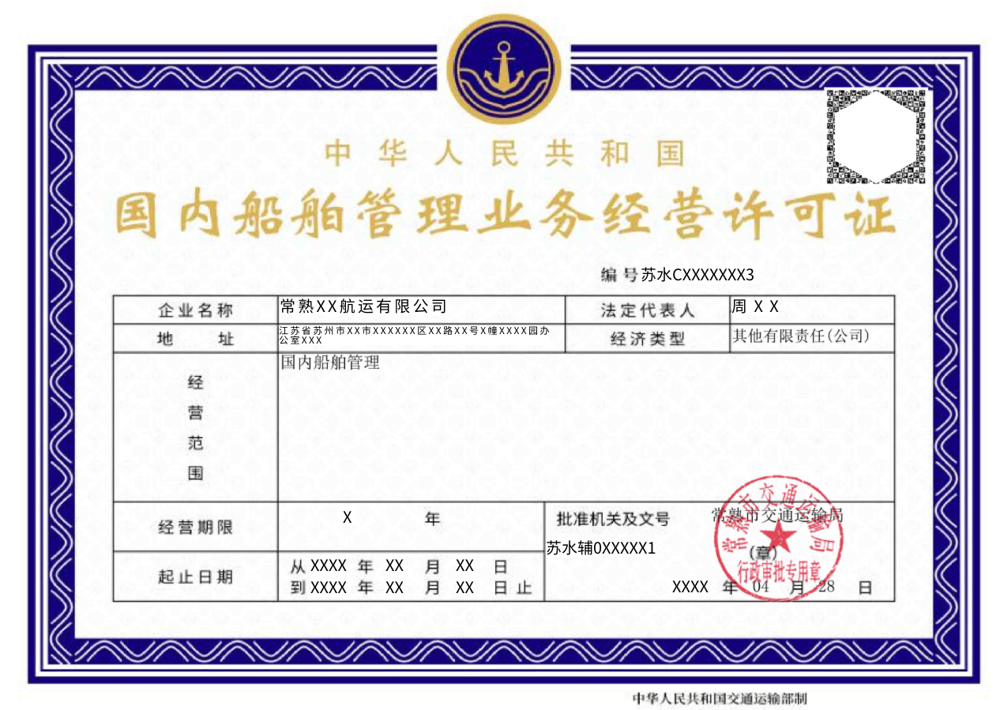 中华人民共和国
国内船舶管理业务经营许可证
编号苏水CXXXXXXX3
企业名称 常熟XX航运有限公司 法定代表人 周XX
地址 江苏省苏州市XX市XXXXXX区XX路XX号X幢XXXX园办
公室XXX
经济类型 其他有限责任(公司)
经营范围 国内船舶管理
经营期限 X 年
批准机关及文号 常熟市交通运输局
苏水辅0XXXXX1
(章)
常熟市交通运输局
行政审批专用章
起止日期 从 XXXX 年 XX 月 XX 日
到 XXXX 年 XX 月 XX 日止
XXXX 年 04 月 28 日
中华人民共和国交通运输部制